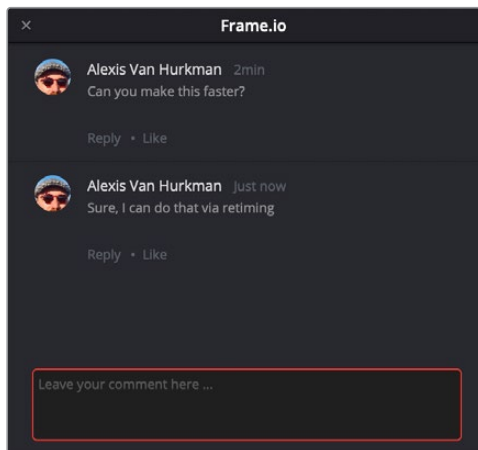 × Frame.io
Alexis Van Hurkman 2min
Can you make this faster?
Reply • Like
Alexis Van Hurkman Just now
Sure, I can do that via retiming
Reply • Like
Leave your comment here ...